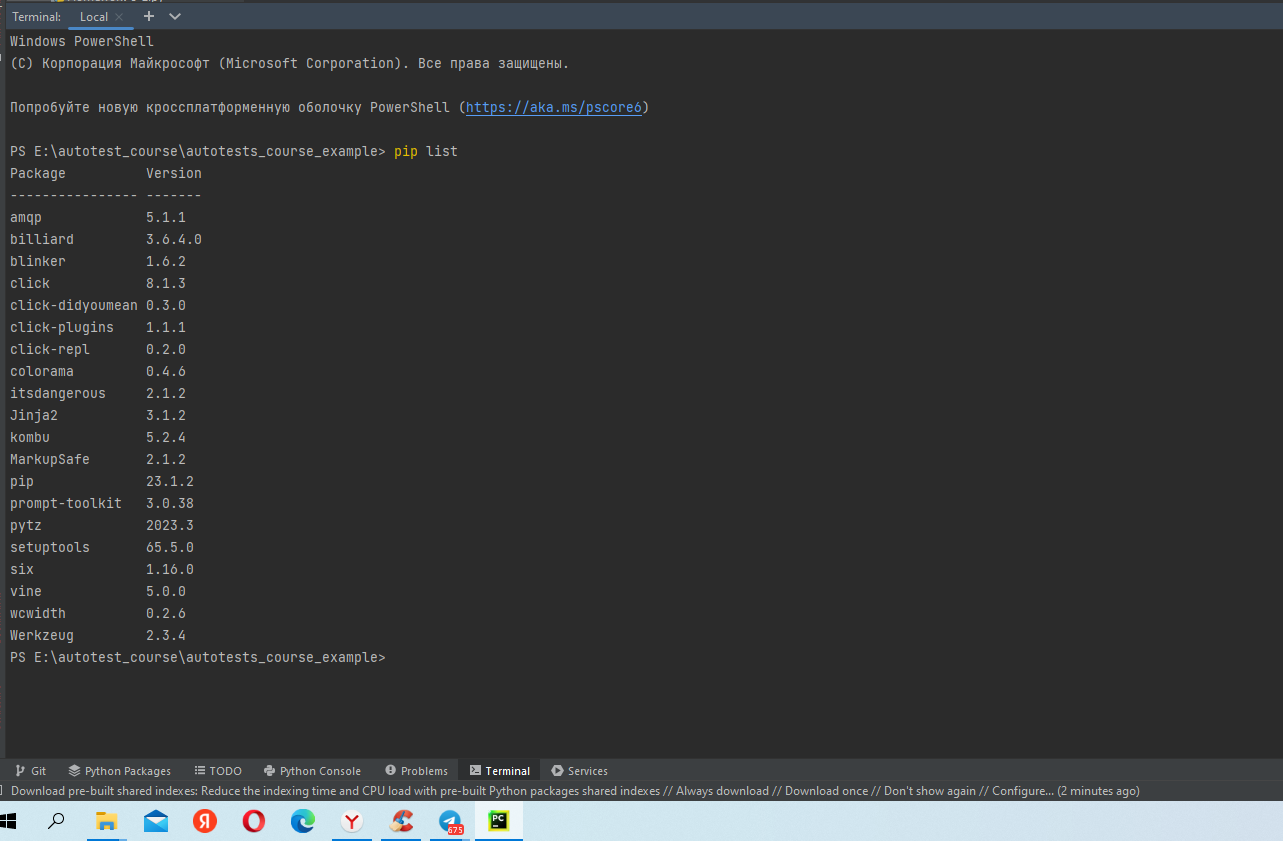 Terminal: Local × + 
Windows PowerShell
(C) Корпорация Майкрософт (Microsoft Corporation). Все права защищены.
Попробуйте новую кроссплатформенную оболочку PowerShell (https://aka.ms/pscore6)
PS E:\autotest_course\autotests_course_example> pip list
Package Version
---------------- -------
amqp 5.1.1
billiard 3.6.4.0
blinker 1.6.2
click 8.1.3
click-didyoumean 0.3.0
click-plugins 1.1.1
click-repl 0.2.0
colorama 0.4.6
itsdangerous 2.1.2
Jinja2 3.1.2
kombu 5.2.4
MarkupSafe 2.1.2
pip 23.1.2
prompt-toolkit 3.0.38
pytz 2023.3
setuptools 65.5.0
six 1.16.0
vine 5.0.0
wcwidth 0.2.6
Werkzeug 2.3.4
PS E:\autotest_course\autotests_course_example>
Git Python Packages TODO Python Console Problems Terminal Services
Download pre-built shared indexes: Reduce the indexing time and CPU load with pre-built Python packages shared indexes // Always download // Download once // Don't show again // Configure... (2 minutes ago)
Я Y 675 PC